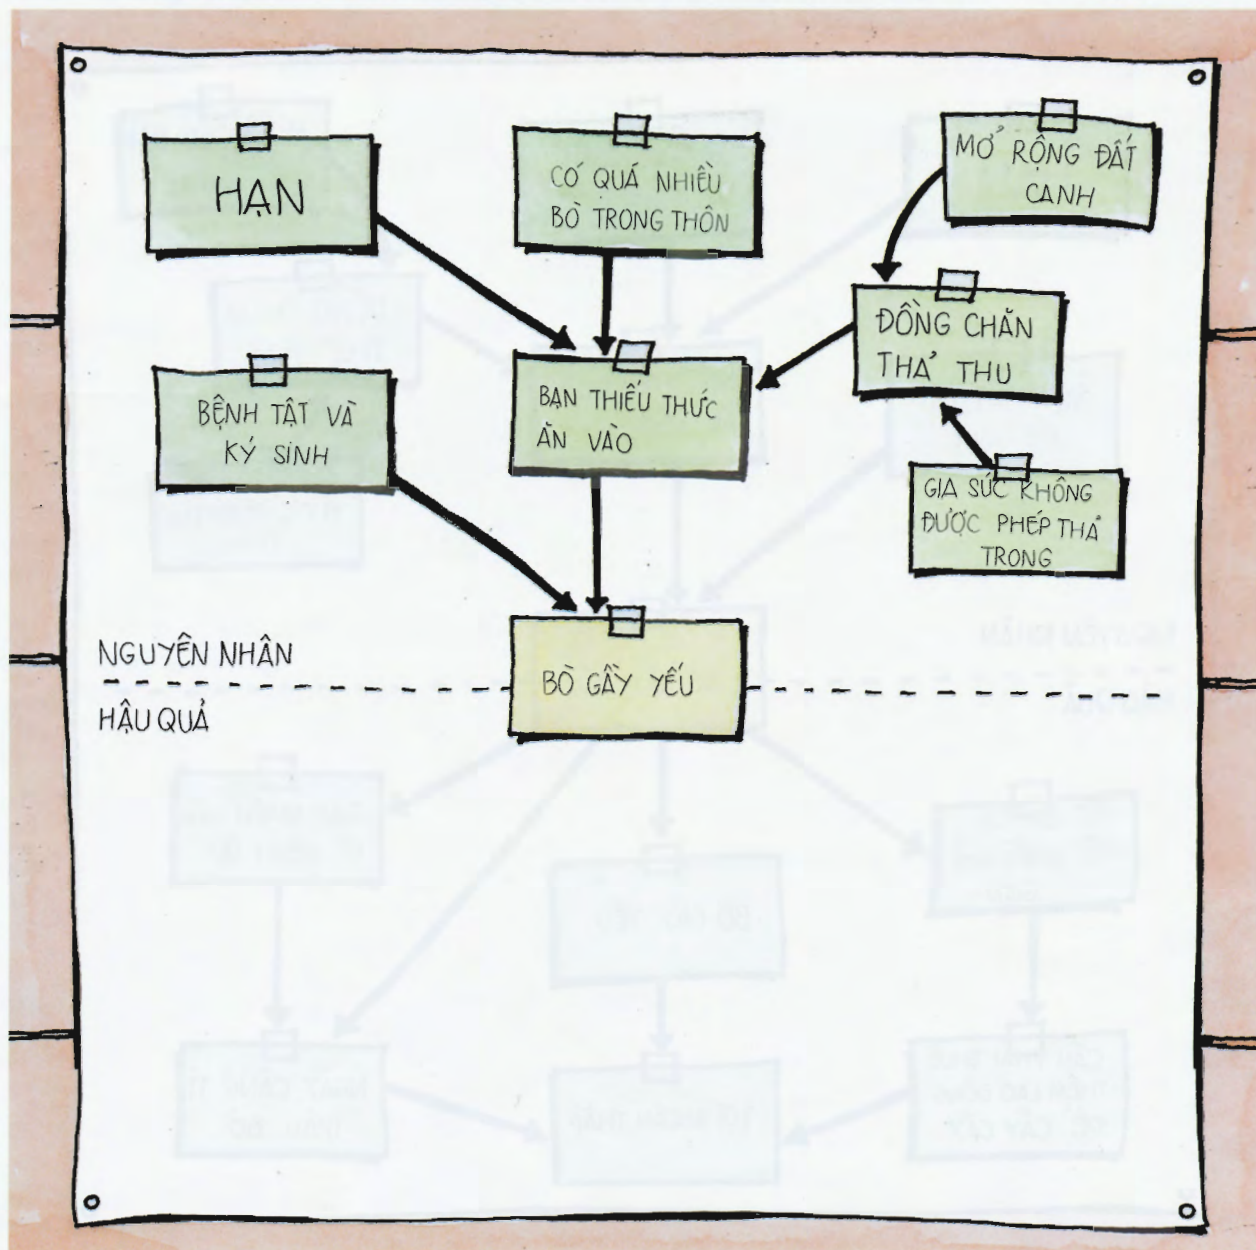 HẠN
CÓ QUÁ NHIỀU
BÒ TRONG THÔN
MỞ RỘNG ĐẤT
CANH
ĐỒNG CHĂN
THẢ THU
BỆNH TẬT VÀ
KÝ SINH
BẠN THIẾU THỨC
ĂN VÀO
GIA SÚC KHÔNG
ĐƯỢC PHÉP THẢ
TRONG
BÒ GẦY YẾU
NGUYÊN NHÂN
HẬU QUẢ